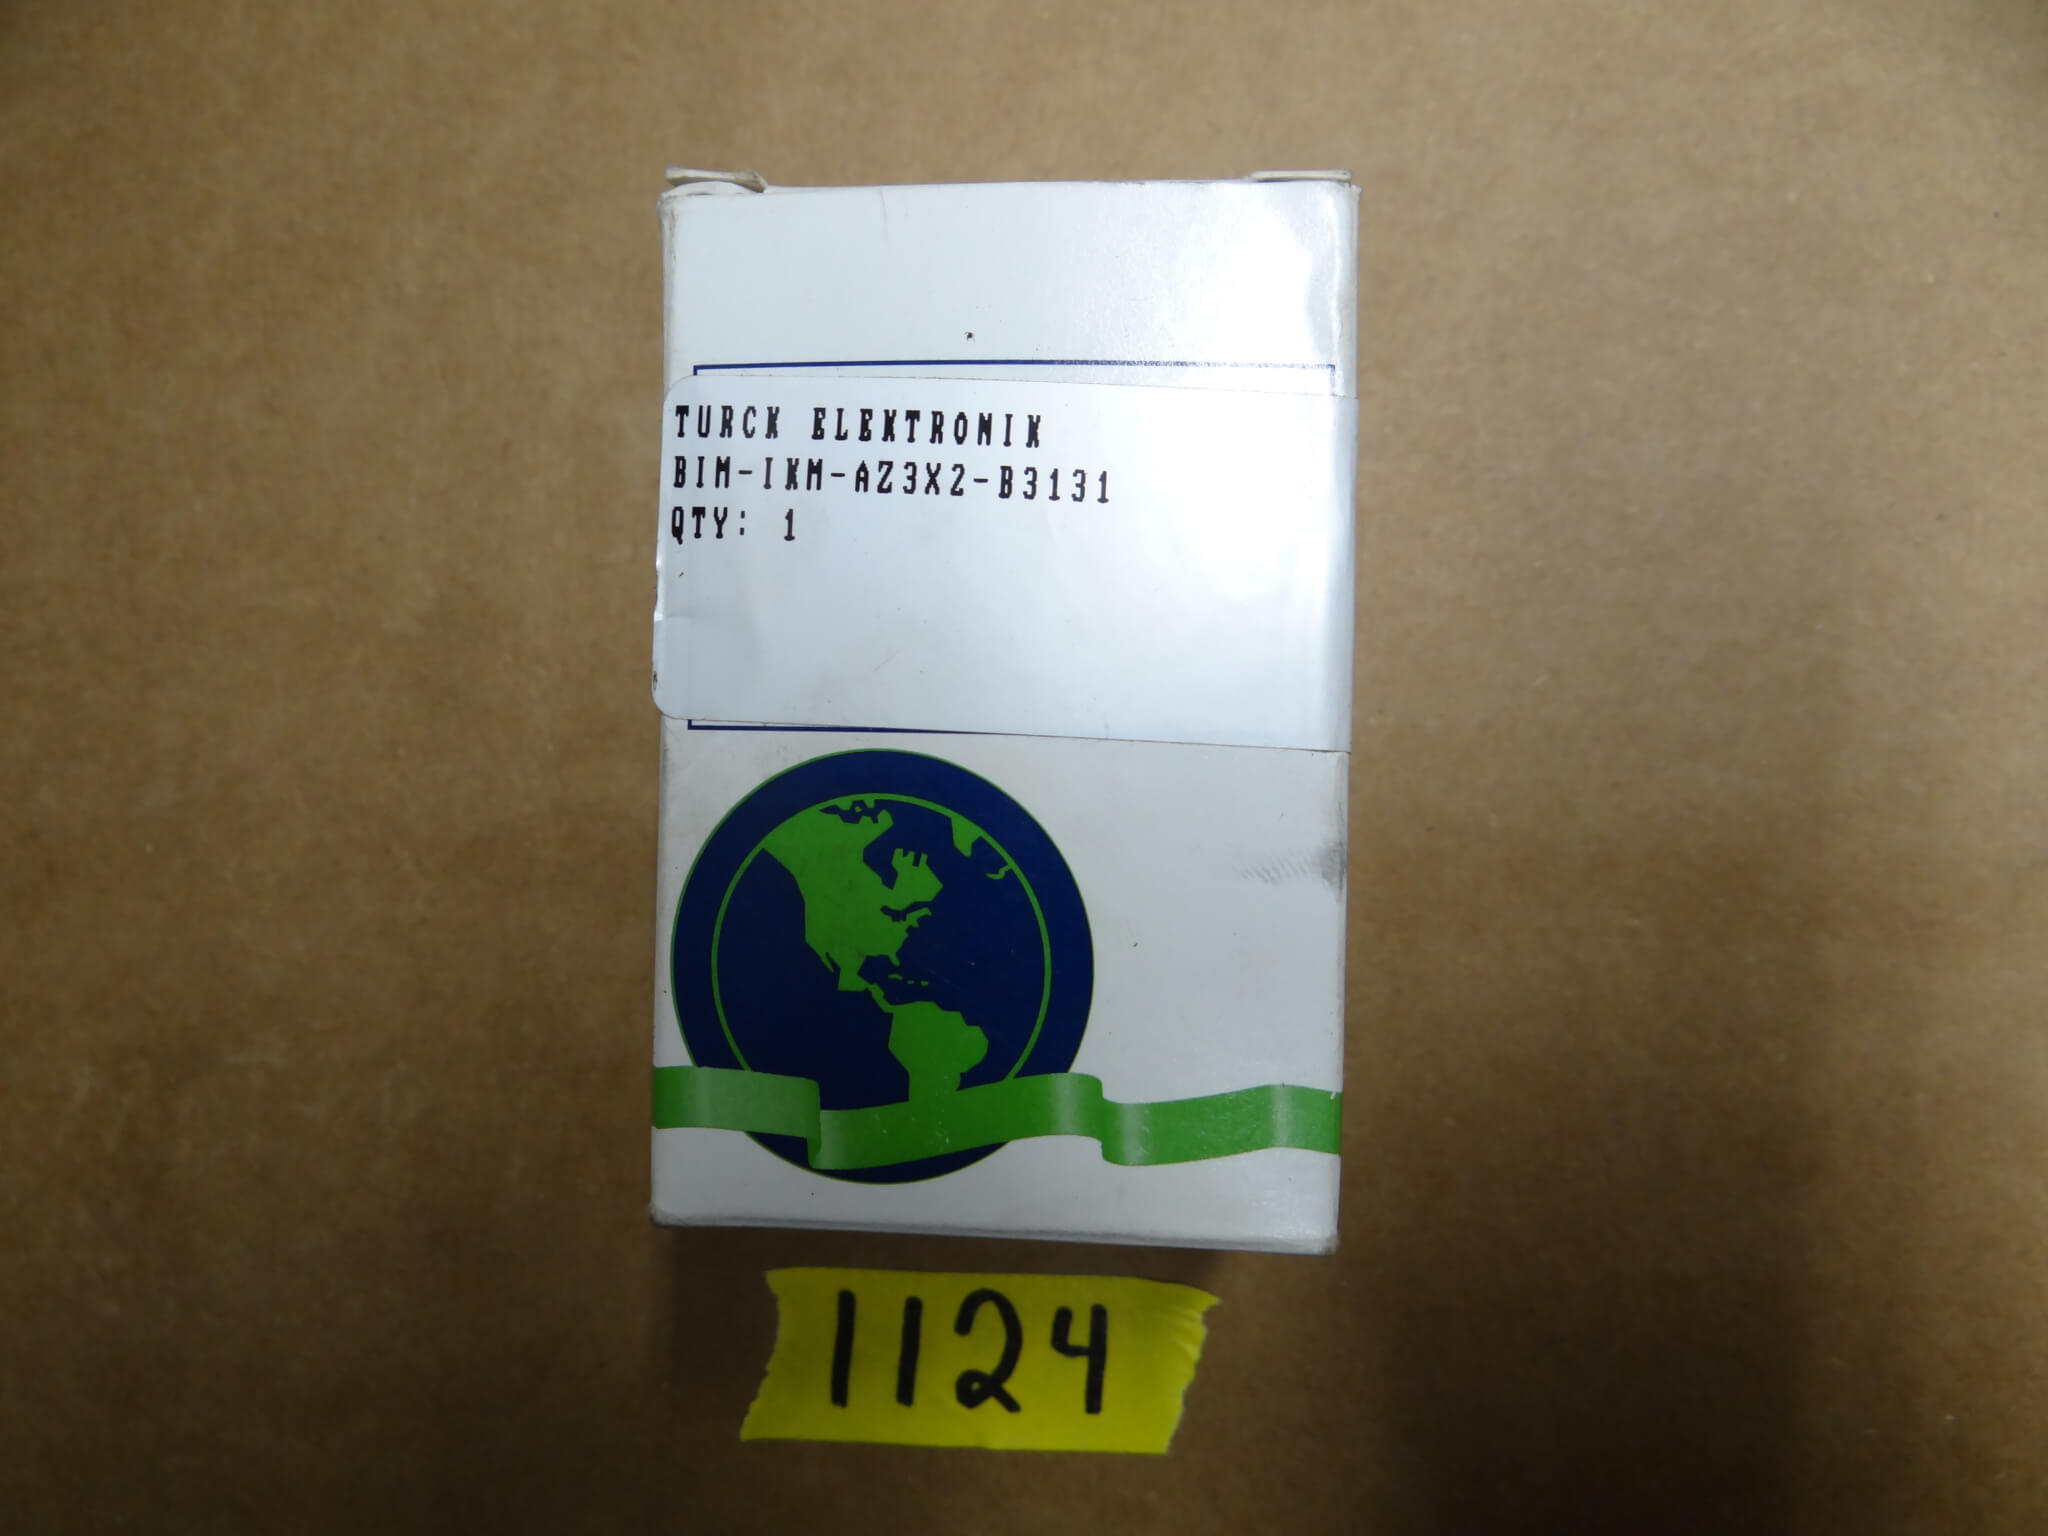 TURCK ELEKTRONIK
BIM-IKM-AZ3X2-B3131
QTY: 1
1124